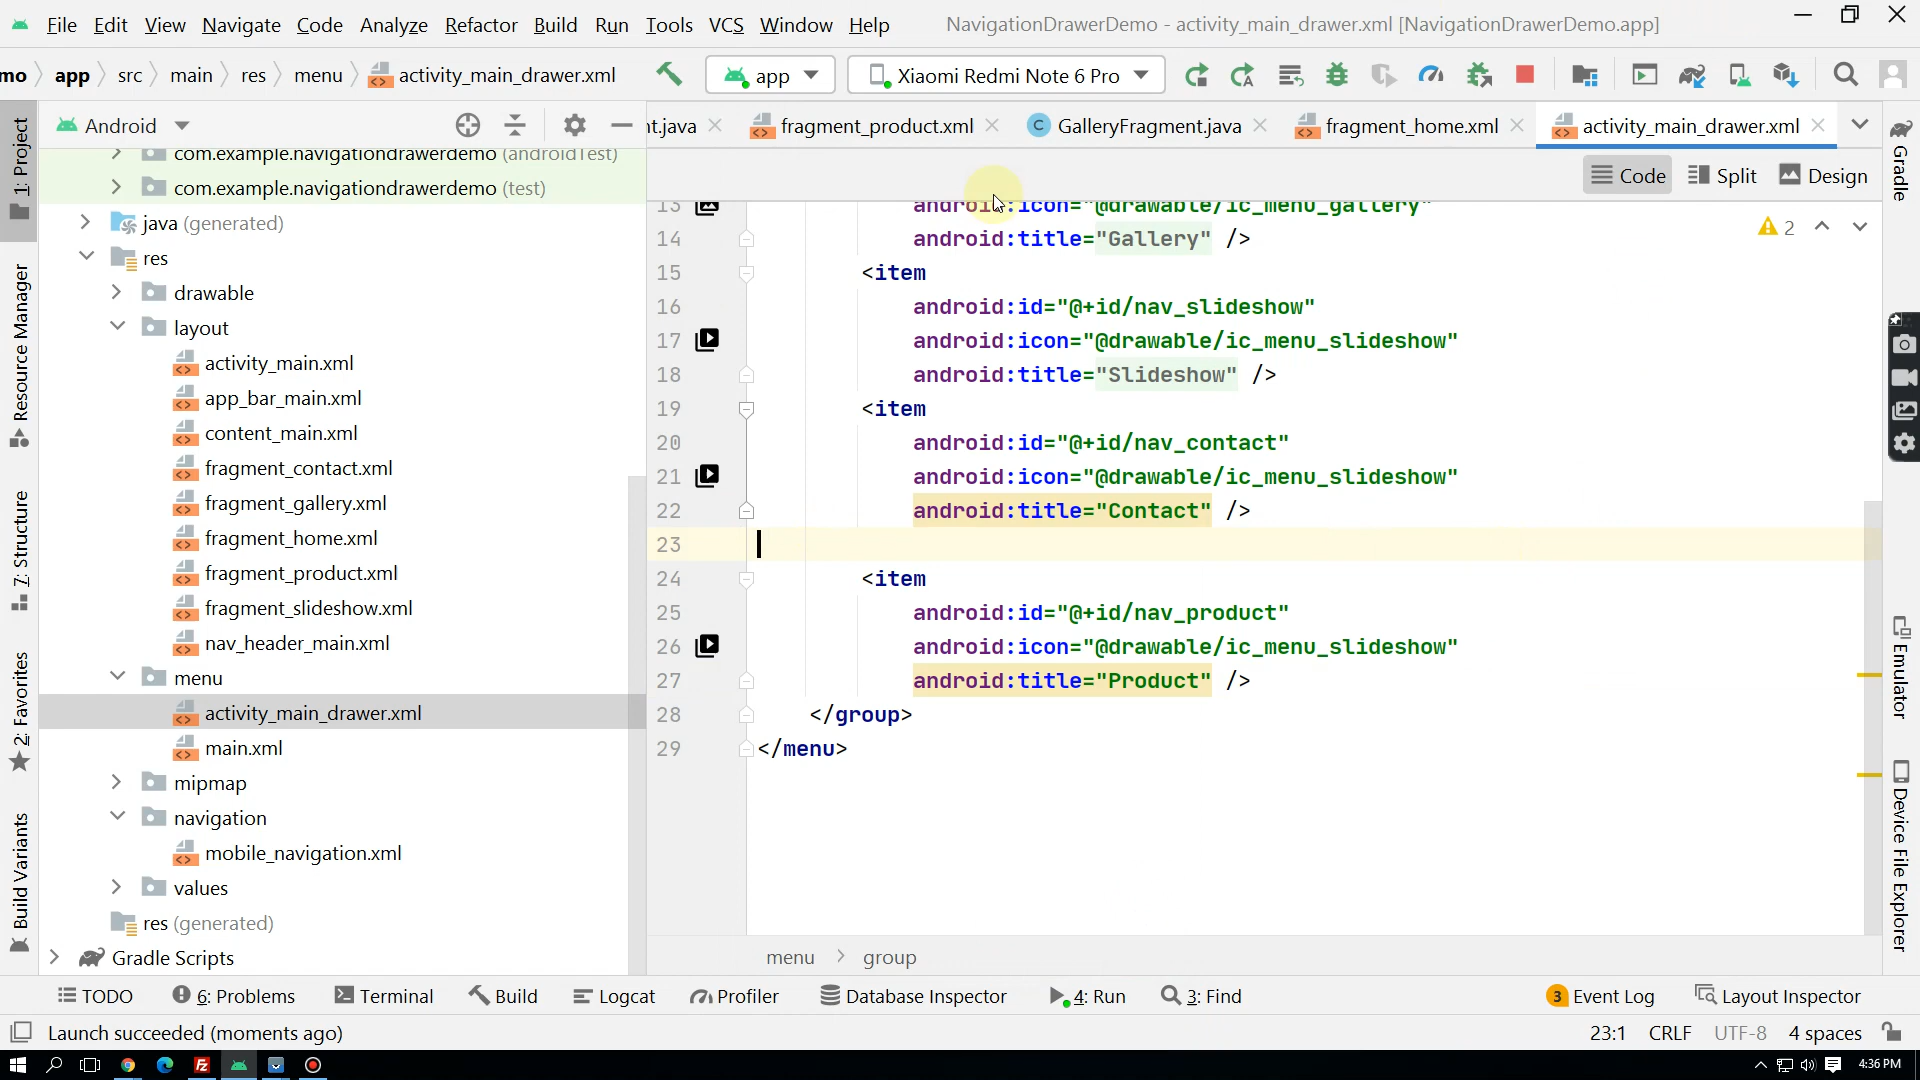 File Edit View Navigate Code Analyze Refactor Build Run Tools VCS Window Help NavigationDrawerDemo - activity_main_drawer.xml [NavigationDrawerDemo.app]
mo app src main res menu activity_main_drawer.xml app Xiaomi Redmi Note 6 Pro
Android
nt.java fragment_product.xml GalleryFragment.java fragment_home.xml activity_main_drawer.xml
Code Split Design
1: Project
Resource Manager
7: Structure
2: Favorites
Build Variants
com.example.navigationdrawerdemo (androidTest)
com.example.navigationdrawerdemo (test)
java (generated)
res
drawable
layout
activity_main.xml
app_bar_main.xml
content_main.xml
fragment_contact.xml
fragment_gallery.xml
fragment_home.xml
fragment_product.xml
fragment_slideshow.xml
nav_header_main.xml
menu
activity_main_drawer.xml
main.xml
mipmap
navigation
mobile_navigation.xml
values
res (generated)
Gradle Scripts
13 android:icon="@drawable/ic_menu_gallery"
14 android:title="Gallery" />
15 <item
16 android:id="@+id/nav_slideshow"
17 android:icon="@drawable/ic_menu_slideshow"
18 android:title="Slideshow" />
19 <item
20 android:id="@+id/nav_contact"
21 android:icon="@drawable/ic_menu_slideshow"
22 android:title="Contact" />
23
24 <item
25 android:id="@+id/nav_product"
26 android:icon="@drawable/ic_menu_slideshow"
27 android:title="Product" />
28 </group>
29 </menu>
2
menu group
Gradle
Emulator
Device File Explorer
TODO 6: Problems Terminal Build Logcat Profiler Database Inspector 4: Run 3: Find 3 Event Log Layout Inspector
Launch succeeded (moments ago) 23:1 CRLF UTF-8 4 spaces
4:36 PM